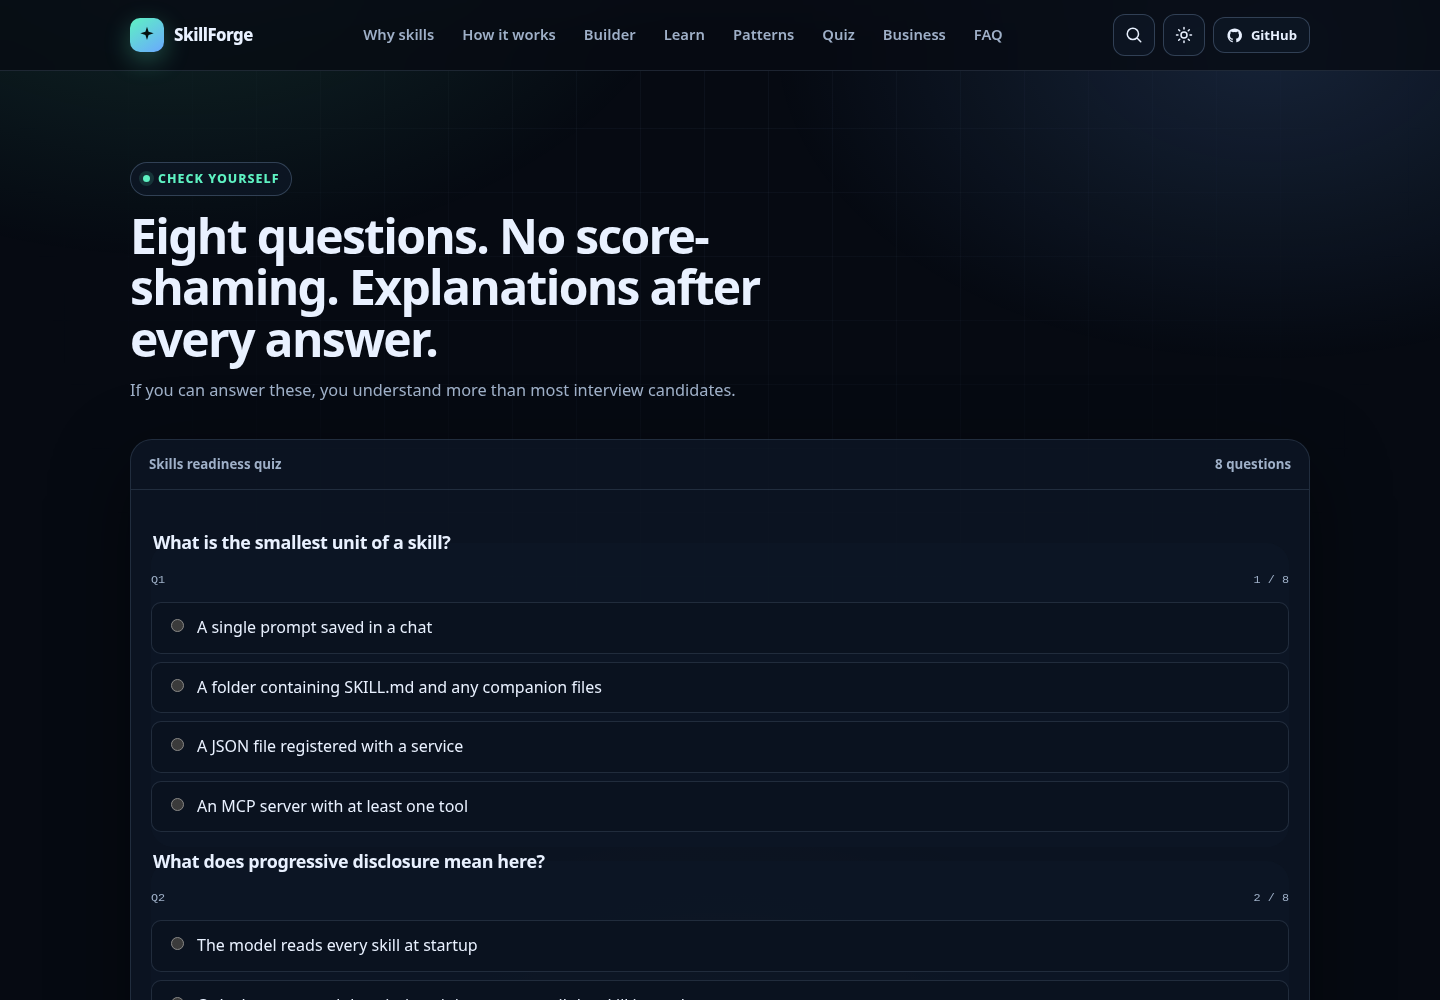 SkillForge
Why skills
How it works
Builder
Learn
Patterns
Quiz
Business
FAQ
GitHub
CHECK YOURSELF
Eight questions. No score-
shaming. Explanations after
every answer.
If you can answer these, you understand more than most interview candidates.
Skills readiness quiz
8 questions
What is the smallest unit of a skill?
Q1
1 / 8
A single prompt saved in a chat
A folder containing SKILL.md and any companion files
A JSON file registered with a service
An MCP server with at least one tool
What does progressive disclosure mean here?
Q2
2 / 8
The model reads every skill at startup